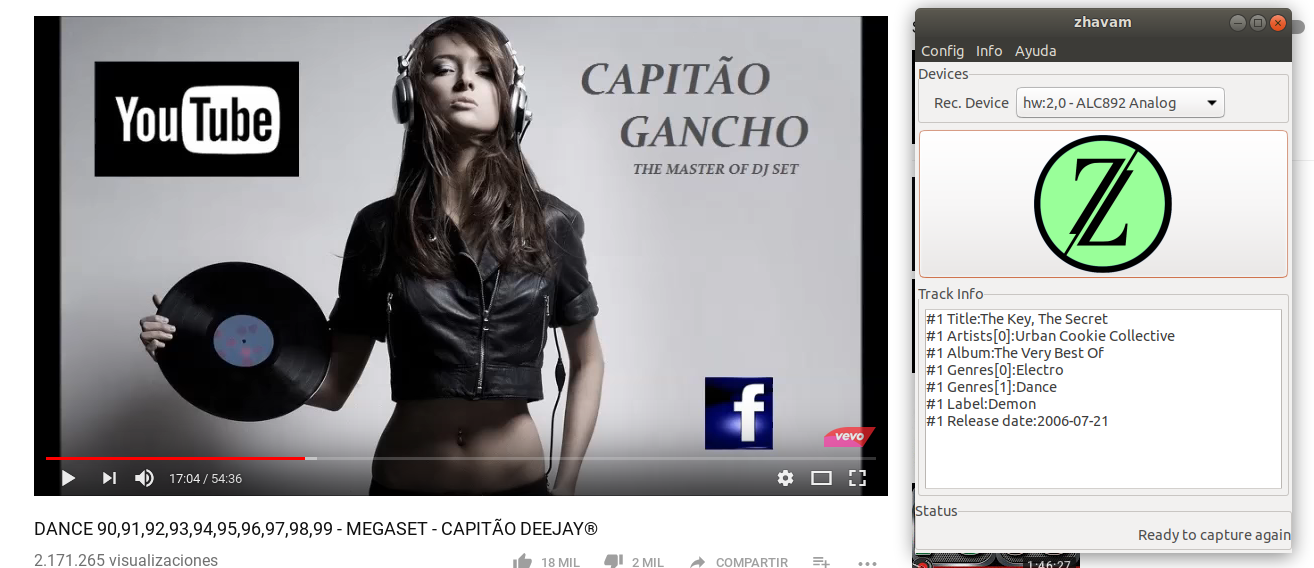 YouTube
CAPITÃO
GANCHO
THE MASTER OF DJ SET
f
vevo
17:04 / 54:36
DANCE 90,91,92,93,94,95,96,97,98,99 - MEGASET - CAPITÃO DEEJAY®
2.171.265 visualizaciones
18 MIL
2 MIL
COMPARTIR
zhavam
Config Info Ayuda
Devices
Rec. Device hw:2,0 - ALC892 Analog
Z
Track Info
#1 Title:The Key, The Secret
#1 Artists[0]:Urban Cookie Collective
#1 Album:The Very Best Of
#1 Genres[0]:Electro
#1 Genres[1]:Dance
#1 Label:Demon
#1 Release date:2006-07-21
Status
Ready to capture again
1:46:27